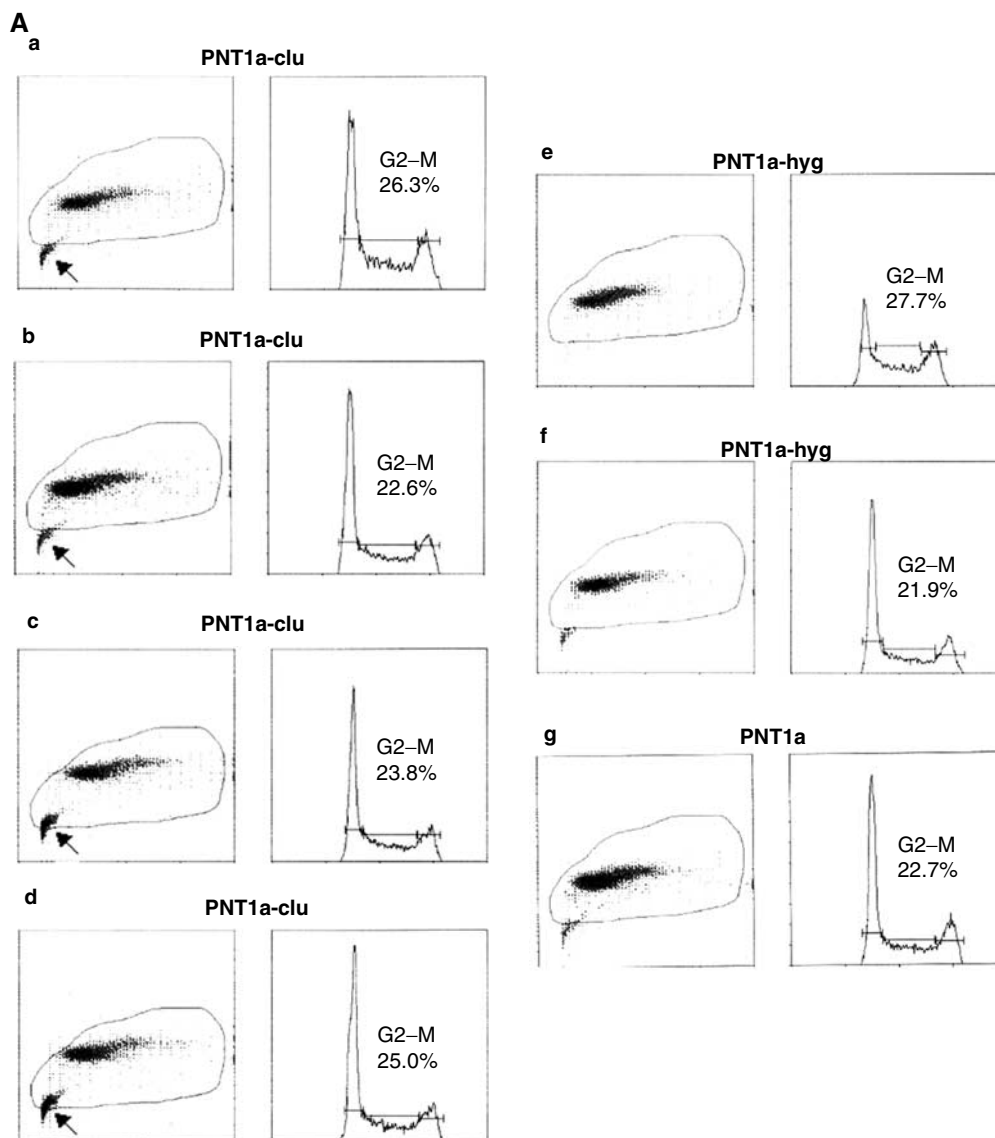 A
a
PNT1a-clu
G2–M
26.3%
b
PNT1a-clu
G2–M
22.6%
c
PNT1a-clu
G2–M
23.8%
d
PNT1a-clu
G2–M
25.0%
e
PNT1a-hyg
G2–M
27.7%
f
PNT1a-hyg
G2–M
21.9%
g
PNT1a
G2–M
22.7%